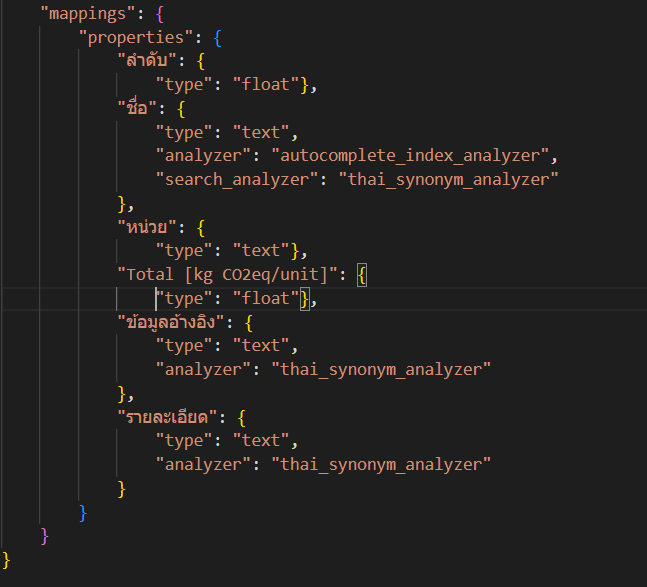 "mappings": {
"properties": {
"ลำดับ": {
"type": "float"},
"ชื่อ": {
"type": "text",
"analyzer": "autocomplete_index_analyzer",
"search_analyzer": "thai_synonym_analyzer"
},
"หน่วย": {
"type": "text"},
"Total [kg CO2eq/unit]": {
"type": "float"},
"ข้อมูลอ้างอิง": {
"type": "text",
"analyzer": "thai_synonym_analyzer"
},
"รายละเอียด": {
"type": "text",
"analyzer": "thai_synonym_analyzer"
}
}
}
}